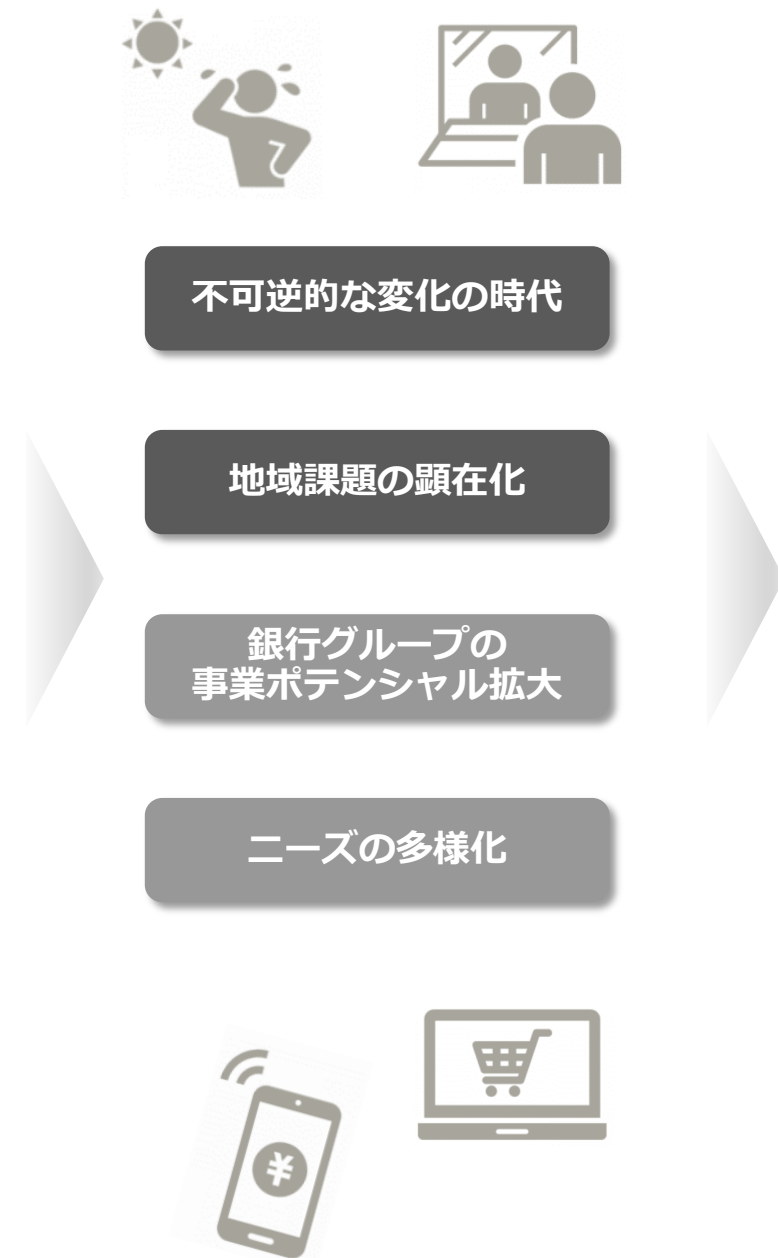 不可逆的な変化の時代
地域課題の顕在化
銀行グループの
事業ポテンシャル拡大
ニーズの多様化
¥